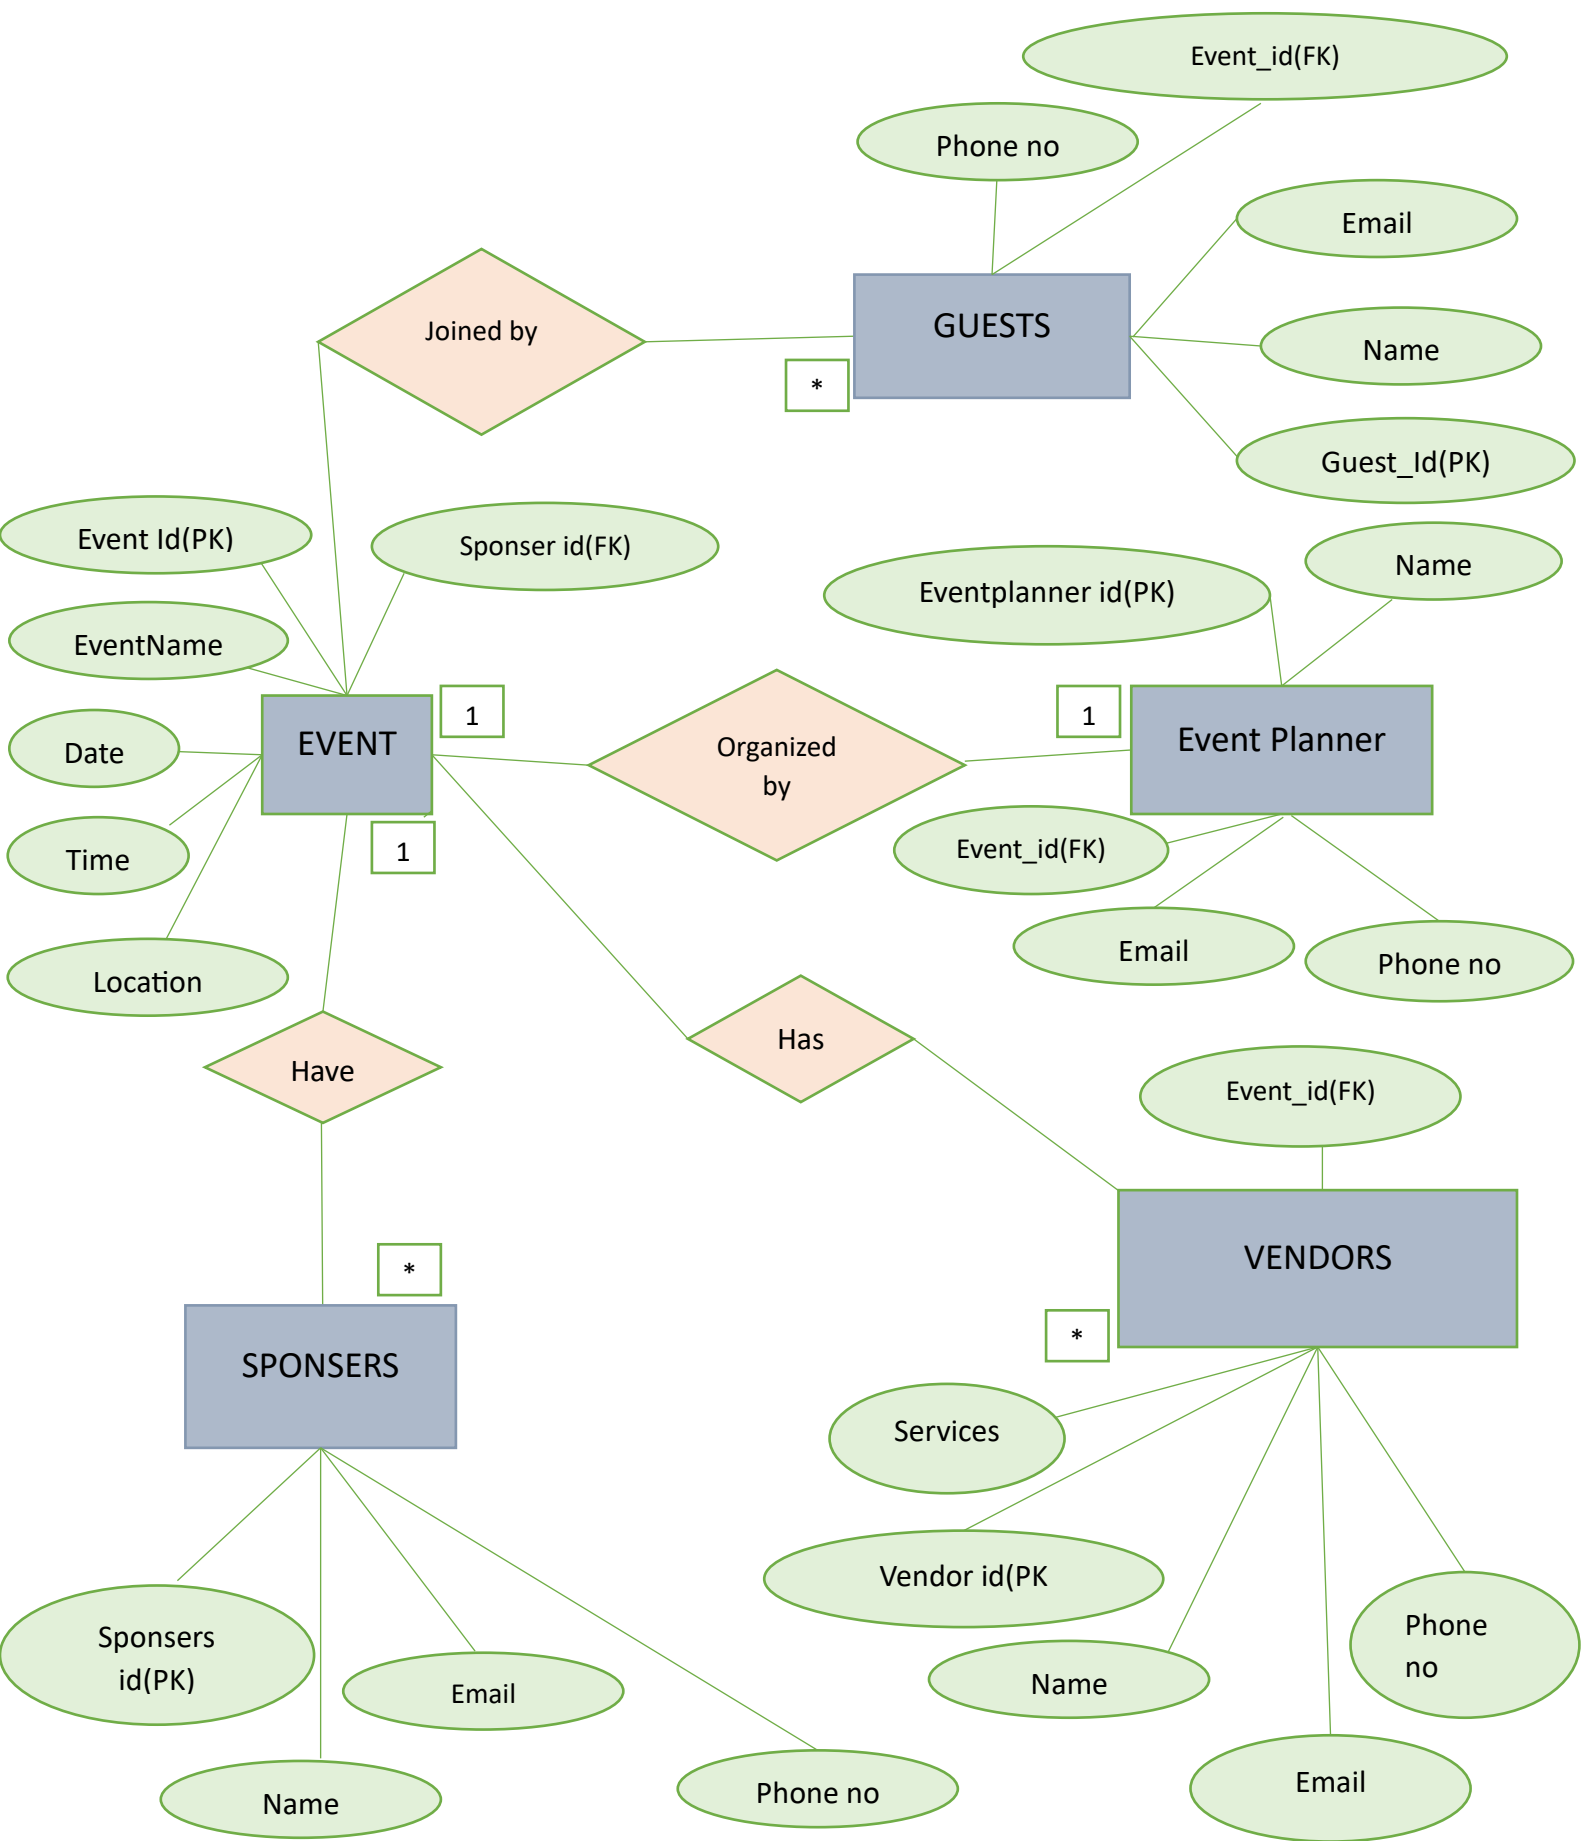 Event_id(FK)
Phone no
Email
Joined by
GUESTS
Name
*
Guest_Id(PK)
Event Id(PK)
Sponser id(FK)
Name
Eventplanner id(PK)
EventName
1
1
EVENT
Organized
by
Event Planner
Date
1
Event_id(FK)
Time
Email
Phone no
Location
Has
Have
Event_id(FK)
*
VENDORS
*
SPONSERS
Services
Vendor id(PK
Sponsers
id(PK)
Phone
no
Email
Name
Name
Phone no
Email